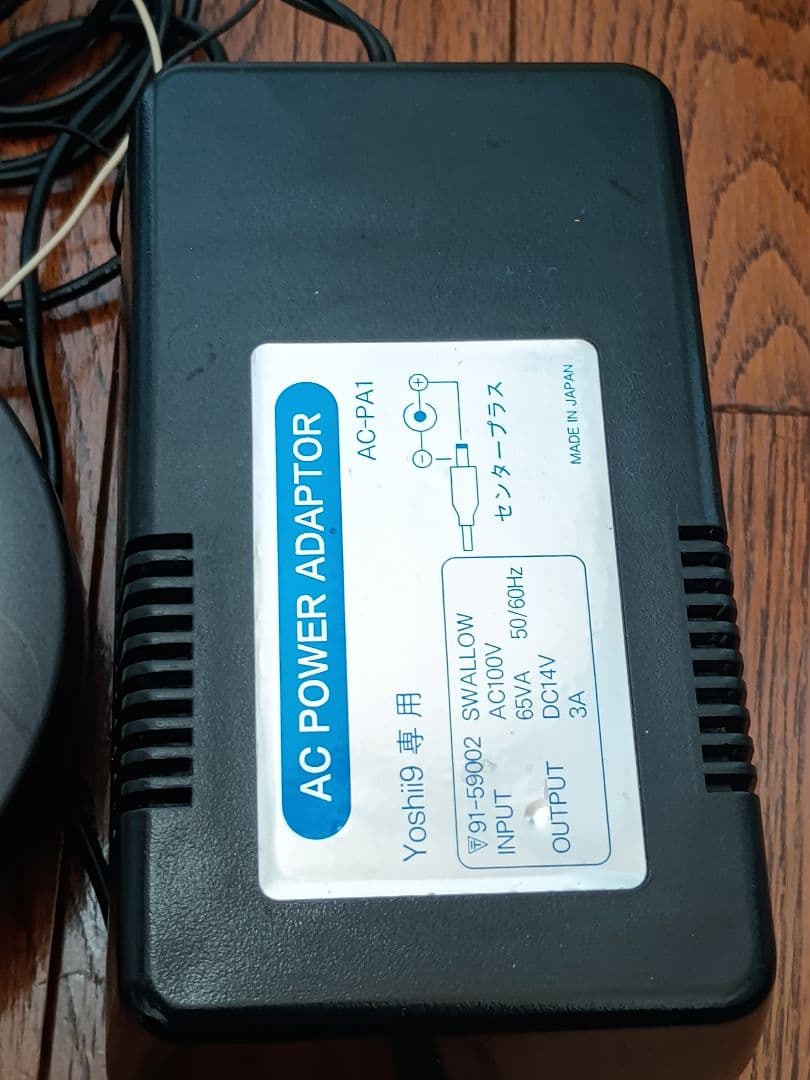 AC POWER ADAPTOR
Yoshii9 専 用
AC-PA1
91-59002 SWALLOW
INPUT AC100V
65VA 50/60Hz
OUTPUT DC14V
3A
− +
センタープラス
MADE IN JAPAN